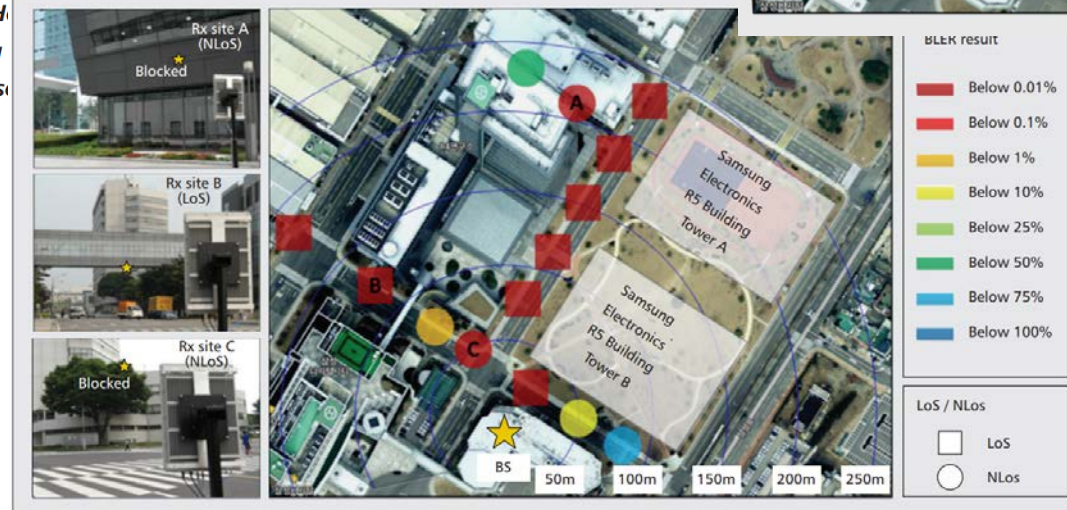 Rx site A
(NLoS)
Blocked
Rx site B
(LoS)
Rx site C
(NLoS)
Blocked
A
B
C
Samsung
Electronics
R5 Building
Tower A
Samsung
Electronics
R5 Building
Tower B
BS
50m
100m
150m
200m
250m
BLER result
Below 0.01%
Below 0.1%
Below 1%
Below 10%
Below 25%
Below 50%
Below 75%
Below 100%
LoS / NLos
LoS
NLos